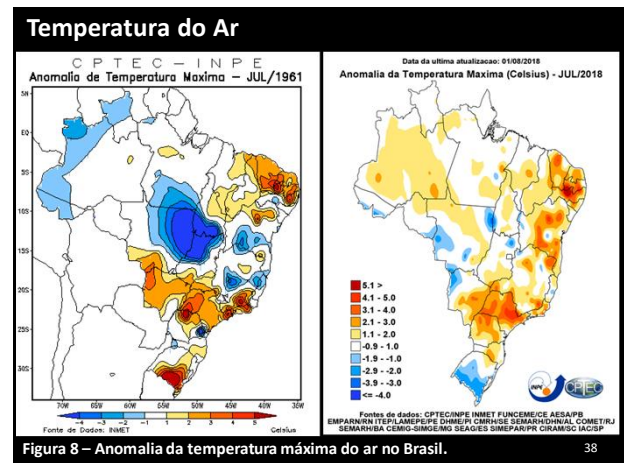 Temperatura do Ar
CPTEC-INPE
Anomalia de Temperatura Maxima - JUL/1961
5N
EQ
5S
10S
15S
20S
25S
30S
70W 65W 60W 55W 50W 45W 40W 35W
-4 -3 -2 -1 1 2 3 4 5
Fonte de Dados: INMET
Celsius
Data da ultima atualizacao: 01/08/2018
Anomalia da Temperatura Maxima (Celsius) - JUL/2018
5.1 >
4.1 - 5.0
3.1 - 4.0
2.1 - 3.0
1.1 - 2.0
-0.9 - 1.0
-1.9 - -1.0
-2.9 - -2.0
-3.9 - -3.0
<= -4.0
INPE
CPTEC
Fontes de dados: CPTEC/INPE INMET FUNCEME/CE AESA/PB
EMPARN/RN ITEP/LAMEPE/PE DHME/PI CMRH/SE SEMARH/DHN/AL COMET/RJ
SEMARH/BA CEMIG-SIMGE/MG SEAG/ES SIMEPAR/PR CIRAM/SC IAC/SP
Figura 8 – Anomalia da temperatura máxima do ar no Brasil.
38